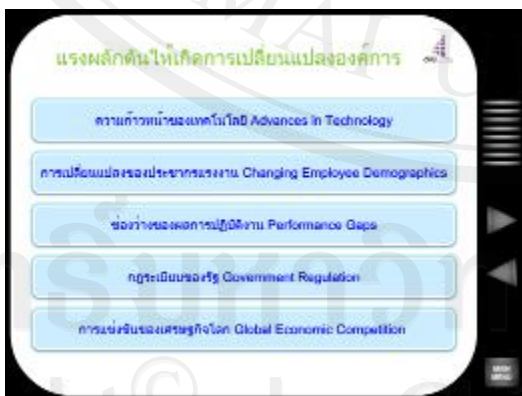 แรงผลักดันให้เกิดการเปลี่ยนแปลงองค์การ
ความก้าวหน้าของเทคโนโลยี Advances in Technology
การเปลี่ยนแปลงของประชากรแรงงาน Changing Employee Demographics
ช่องว่างของผลการปฏิบัติงาน Performance Gaps
กฎระเบียบของรัฐ Government Regulation
การแข่งขันของเศรษฐกิจโลก Global Economic Competition
MAIN
MENU